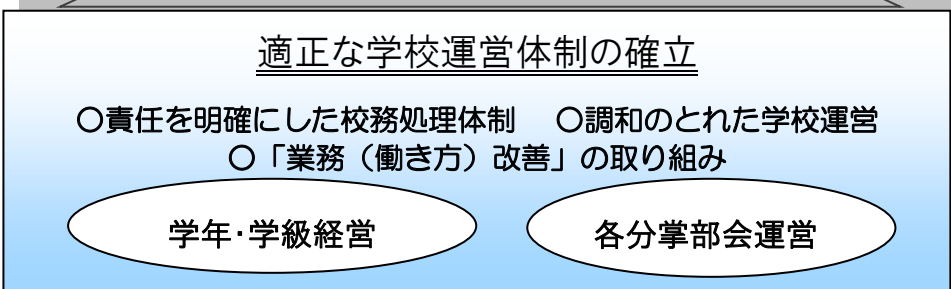 適正な学校運営体制の確立
○責任を明確にした校務処理体制　○調和のとれた学校運営
○「業務（働き方）改善」の取り組み
学年・学級経営　各分掌部会運営